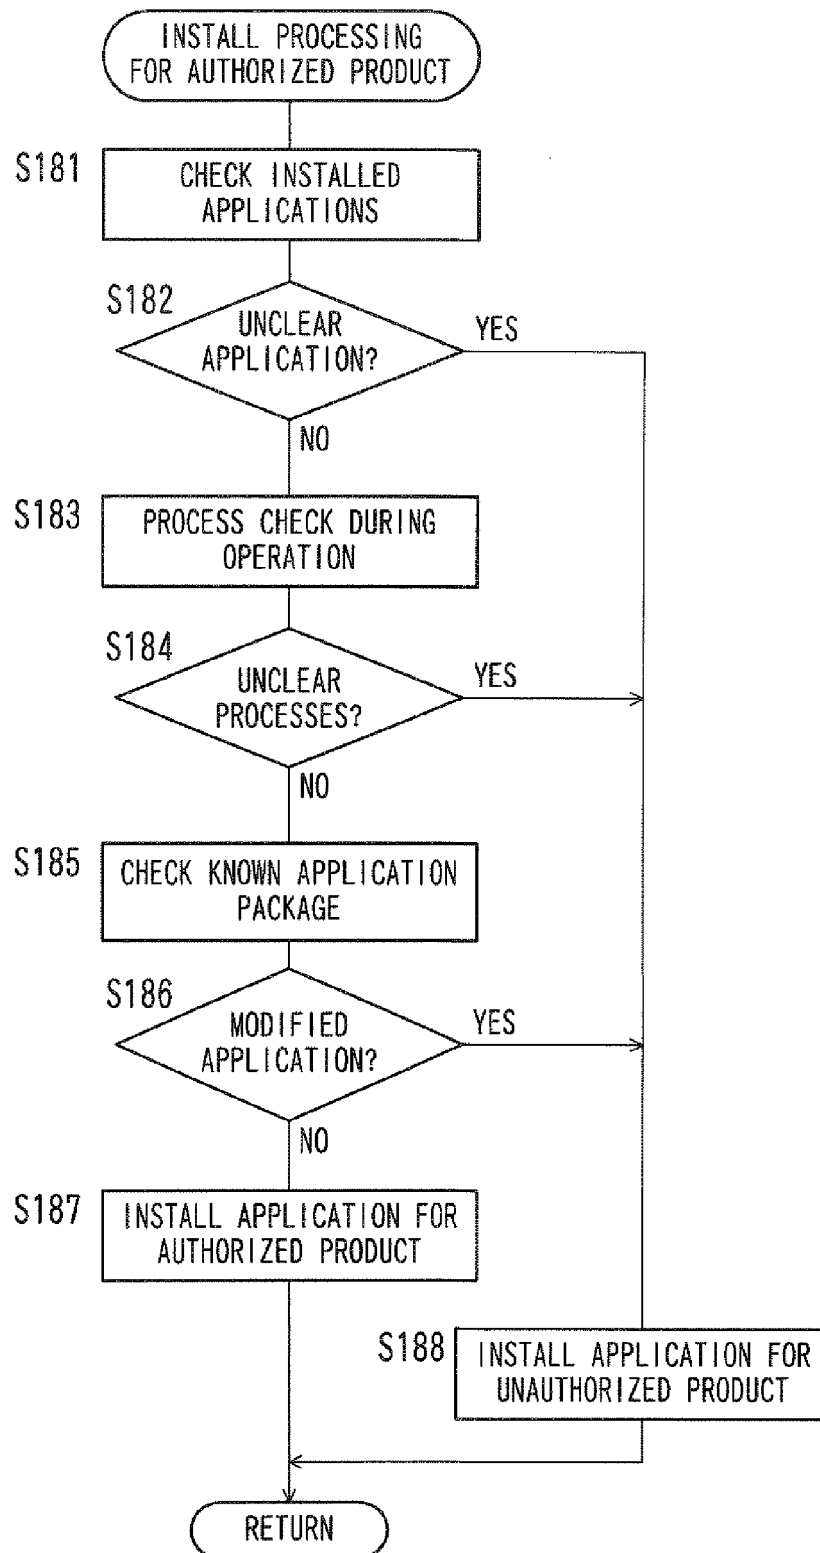 INSTALL PROCESSING
FOR AUTHORIZED PRODUCT
S181
CHECK INSTALLED
APPLICATIONS
S182
UNCLEAR
APPLICATION?
YES
NO
S183
PROCESS CHECK DURING
OPERATION
S184
UNCLEAR
PROCESSES?
YES
NO
S185
CHECK KNOWN APPLICATION
PACKAGE
S186
MODIFIED
APPLICATION?
YES
NO
S187
INSTALL APPLICATION FOR
AUTHORIZED PRODUCT
S188
INSTALL APPLICATION FOR
UNAUTHORIZED PRODUCT
RETURN